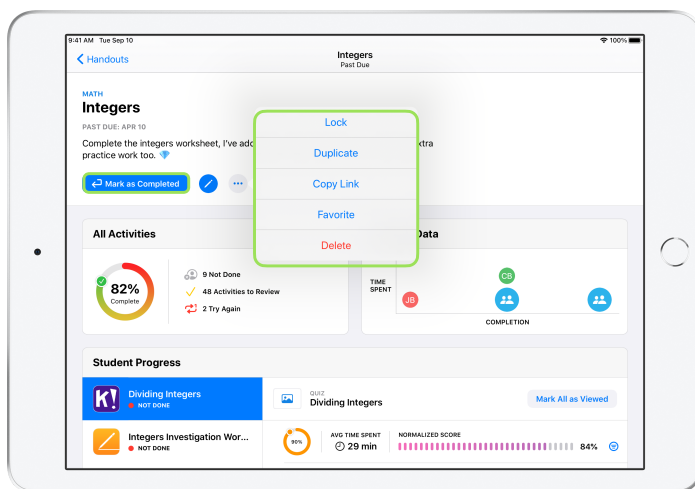 9:41 AM Tue Sep 10
100%
Handouts
Integers
Past Due
MATH
Integers
PAST DUE: APR 10
Complete the integers worksheet, I've add
xtra
practice work too.
Mark as Completed
Lock
Duplicate
Copy Link
Favorite
Delete
All Activities
Data
82%
Complete
9 Not Done
48 Activities to Review
2 Try Again
TIME
SPENT
CB
JB
COMPLETION
Student Progress
K!
Dividing Integers
NOT DONE
QUIZ
Dividing Integers
Mark All as Viewed
Integers Investigation Wor...
NOT DONE
90%
AVG TIME SPENT
29 min
NORMALIZED SCORE
84%